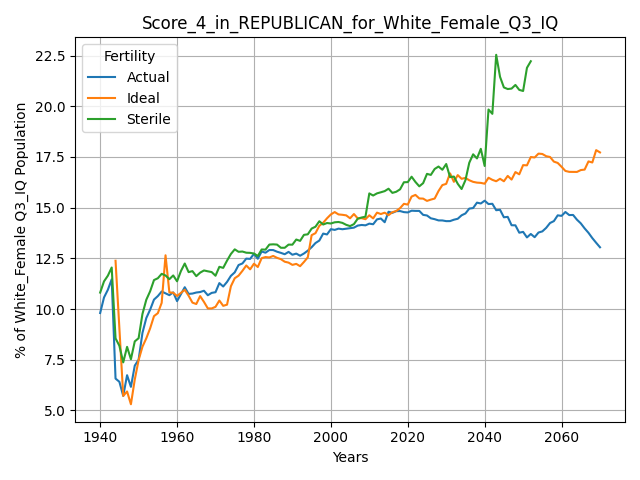 Score_4_in_REPUBLICAN_for_White_Female_Q3_IQ
Fertility
Actual
Ideal
Sterile
% of White_Female Q3_IQ Population
22.5
20.0
17.5
15.0
12.5
10.0
7.5
5.0
1940 1960 1980 2000 2020 2040 2060
Years